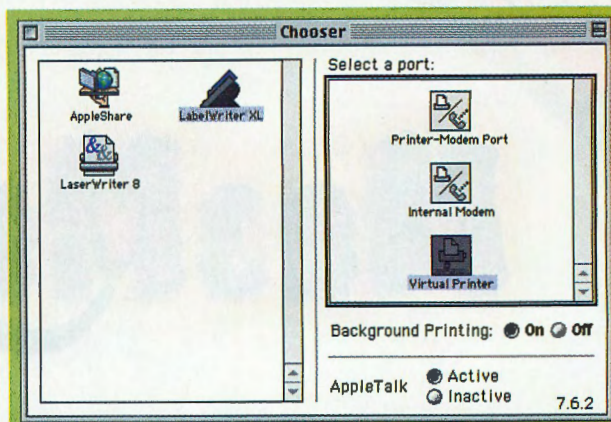 Chooser
AppleShare
LabelWriter XL
LaserWriter 8
Select a port:
Printer-Modem Port
Internal Modem
Virtual Printer
Background Printing: On Off
AppleTalk
Active
Inactive
7.6.2